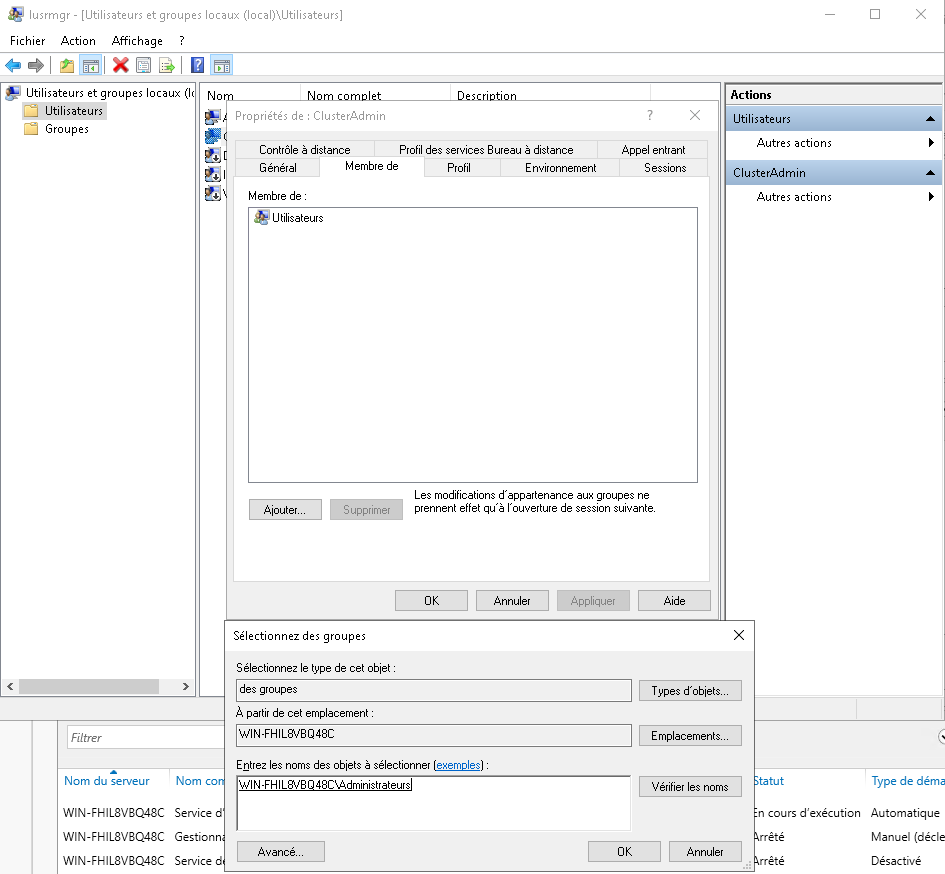 lusrmgr - [Utilisateurs et groupes locaux (local)\Utilisateurs]
Fichier Action Affichage ?
Utilisateurs et groupes locaux (lo
Utilisateurs
Groupes
Nom Nom complet Description
Propriétés de : ClusterAdmin ?
Contrôle à distance Profil des services Bureau à distance Appel entrant
Général Membre de Profil Environnement Sessions
Membre de :
Utilisateurs
Ajouter... Supprimer
Les modifications d'appartenance aux groupes ne
prennent effet qu'à l'ouverture de session suivante.
OK Annuler Appliquer Aide
Actions
Utilisateurs
Autres actions
ClusterAdmin
Autres actions
Sélectionnez des groupes
Sélectionnez le type de cet objet :
des groupes Types d'objets...
À partir de cet emplacement :
WIN-FHIL8VBQ48C Emplacements...
Entrez les noms des objets à sélectionner (exemples) :
WIN-FHIL8VBQ48C\Administrateurs Vérifier les noms
Avancé... OK Annuler
Filtrer
Nom du serveur Nom com Statut Type de déma
WIN-FHIL8VBQ48C Service d' En cours d'exécution Automatique
WIN-FHIL8VBQ48C Gestionna Arrêté Manuel (décle
WIN-FHIL8VBQ48C Service de Arrêté Désactivé